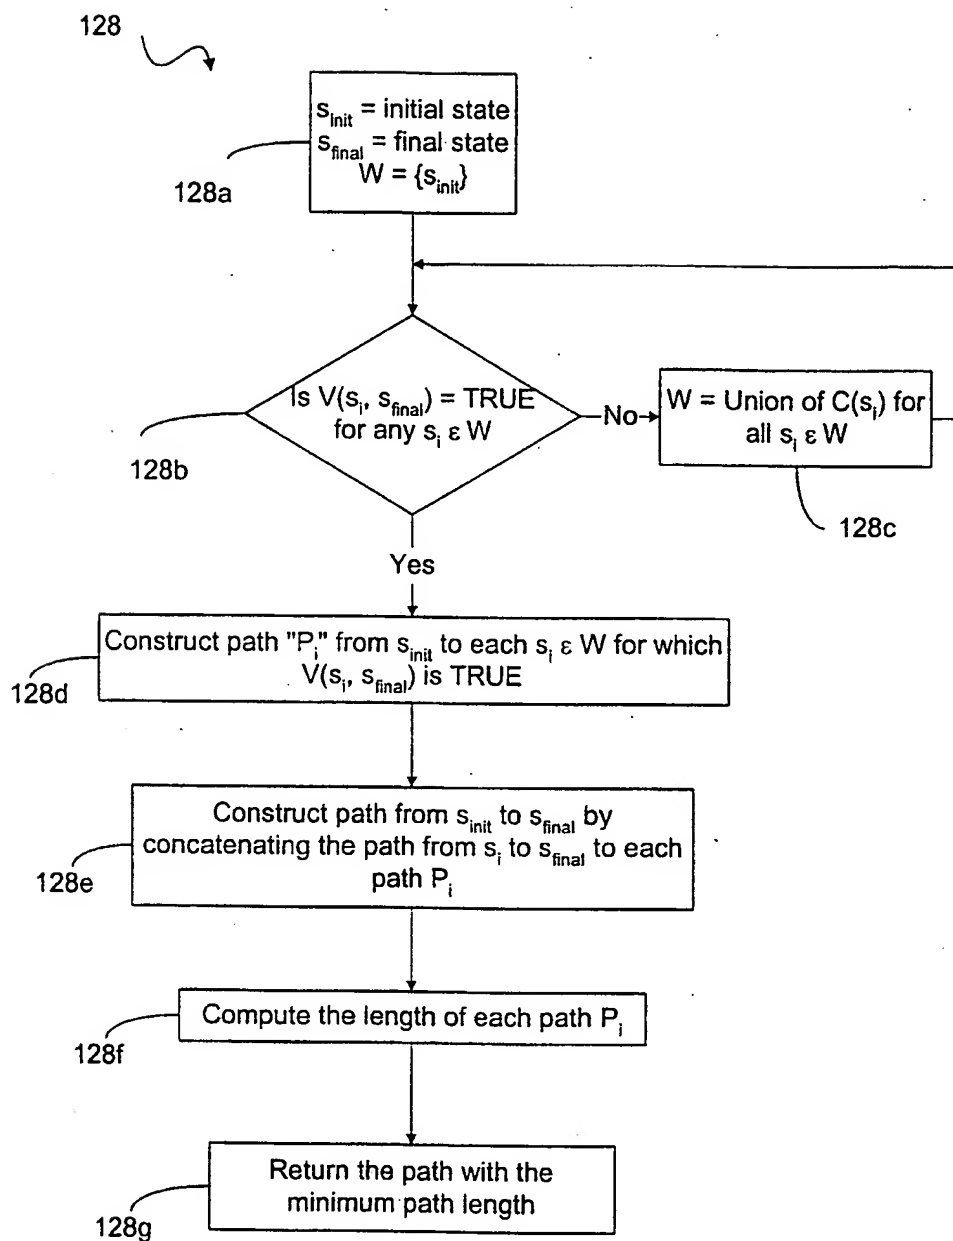 128
s_init = initial state
s_final = final state
W = {s_init}
128a
Is V(s_i, s_final) = TRUE
for any s_i ε W
128b
No
W = Union of C(s_i) for
all s_i ε W
128c
Yes
Construct path "P_i" from s_init to each s_i ε W for which
V(s_i, s_final) is TRUE
128d
Construct path from s_init to s_final by
concatenating the path from s_i to s_final to each
path P_i
128e
Compute the length of each path P_i
128f
Return the path with the
minimum path length
128g